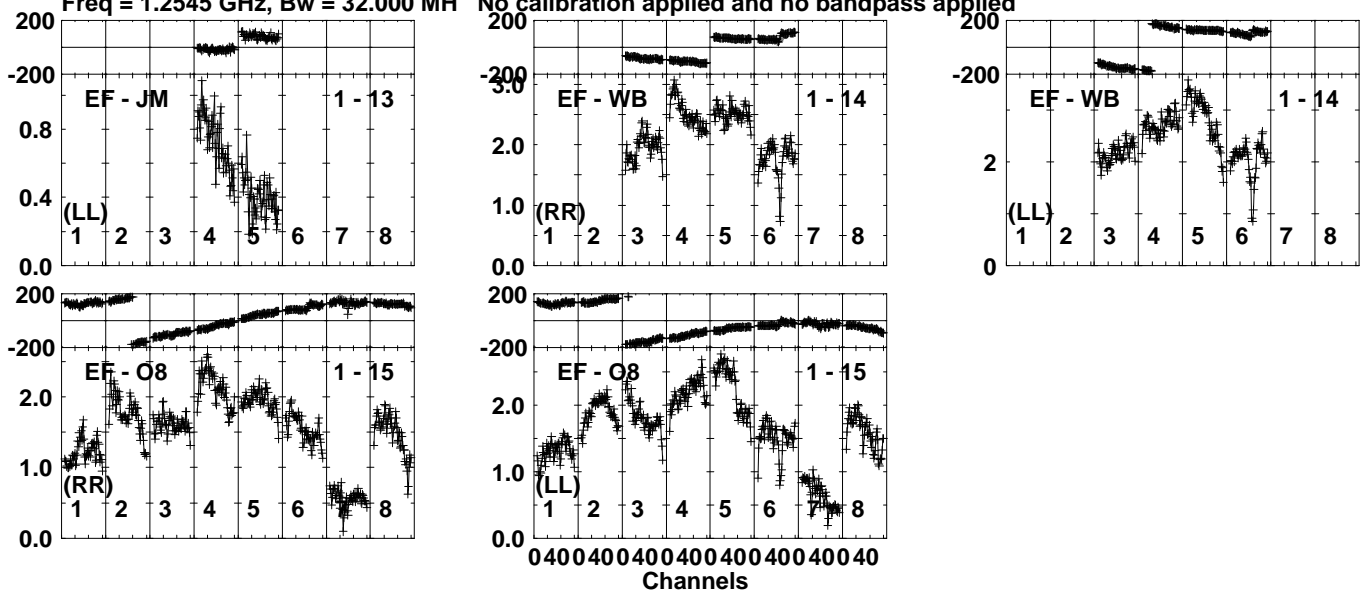 Freq = 1.2545 GHz, Bw = 32.000 MH No calibration applied and no bandpass applied
200
-200
EF - JM 1 - 13
0.8
0.4
(LL)
1 2 3 4 5 6 7 8
0.0
200
-200
3.0
EF - WB 1 - 14
2.0
1.0
(RR)
1 2 3 4 5 6 7 8
0.0
200
-200
EF - WB 1 - 14
2
(LL)
1 2 3 4 5 6 7 8
0
200
-200
EF - O8 1 - 15
2.0
1.0
(RR)
1 2 3 4 5 6 7 8
0.0
200
-200
EF - O8 1 - 15
2.0
1.0
(LL)
1 2 3 4 5 6 7 8
0.0
0 40 0 40 0 40 0 40 0 40 0 40 0 40 0 40
Channels